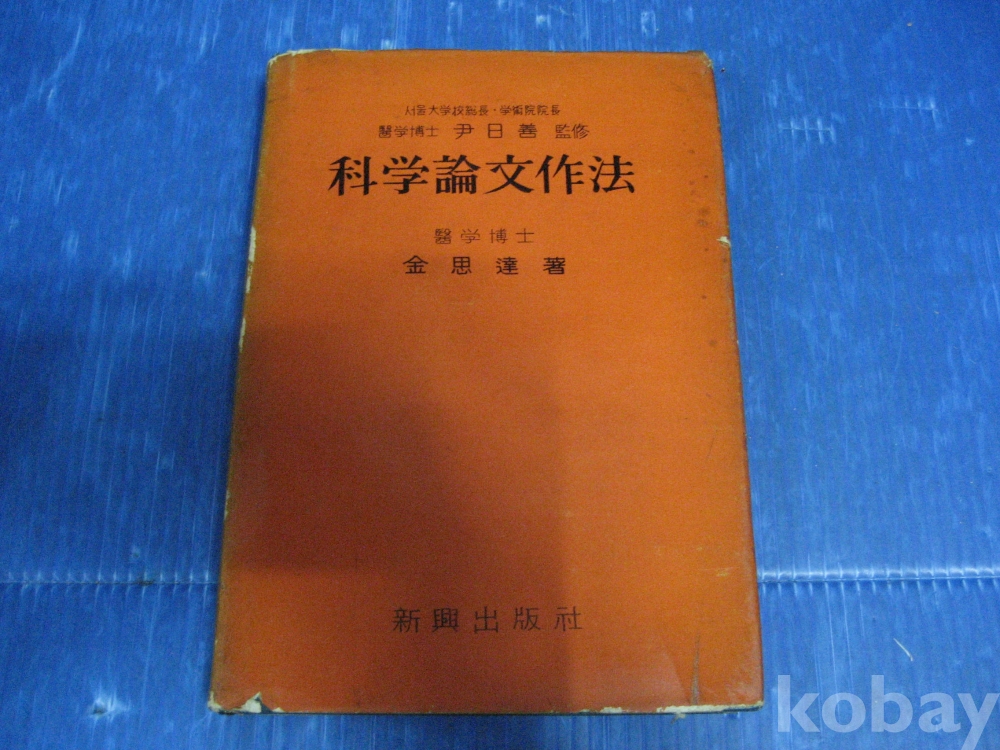 서울大学校総長・学術院院長
醫学博士 尹日善 監修
科学論文作法
醫学博士
金思達著
新興出版社
kobay